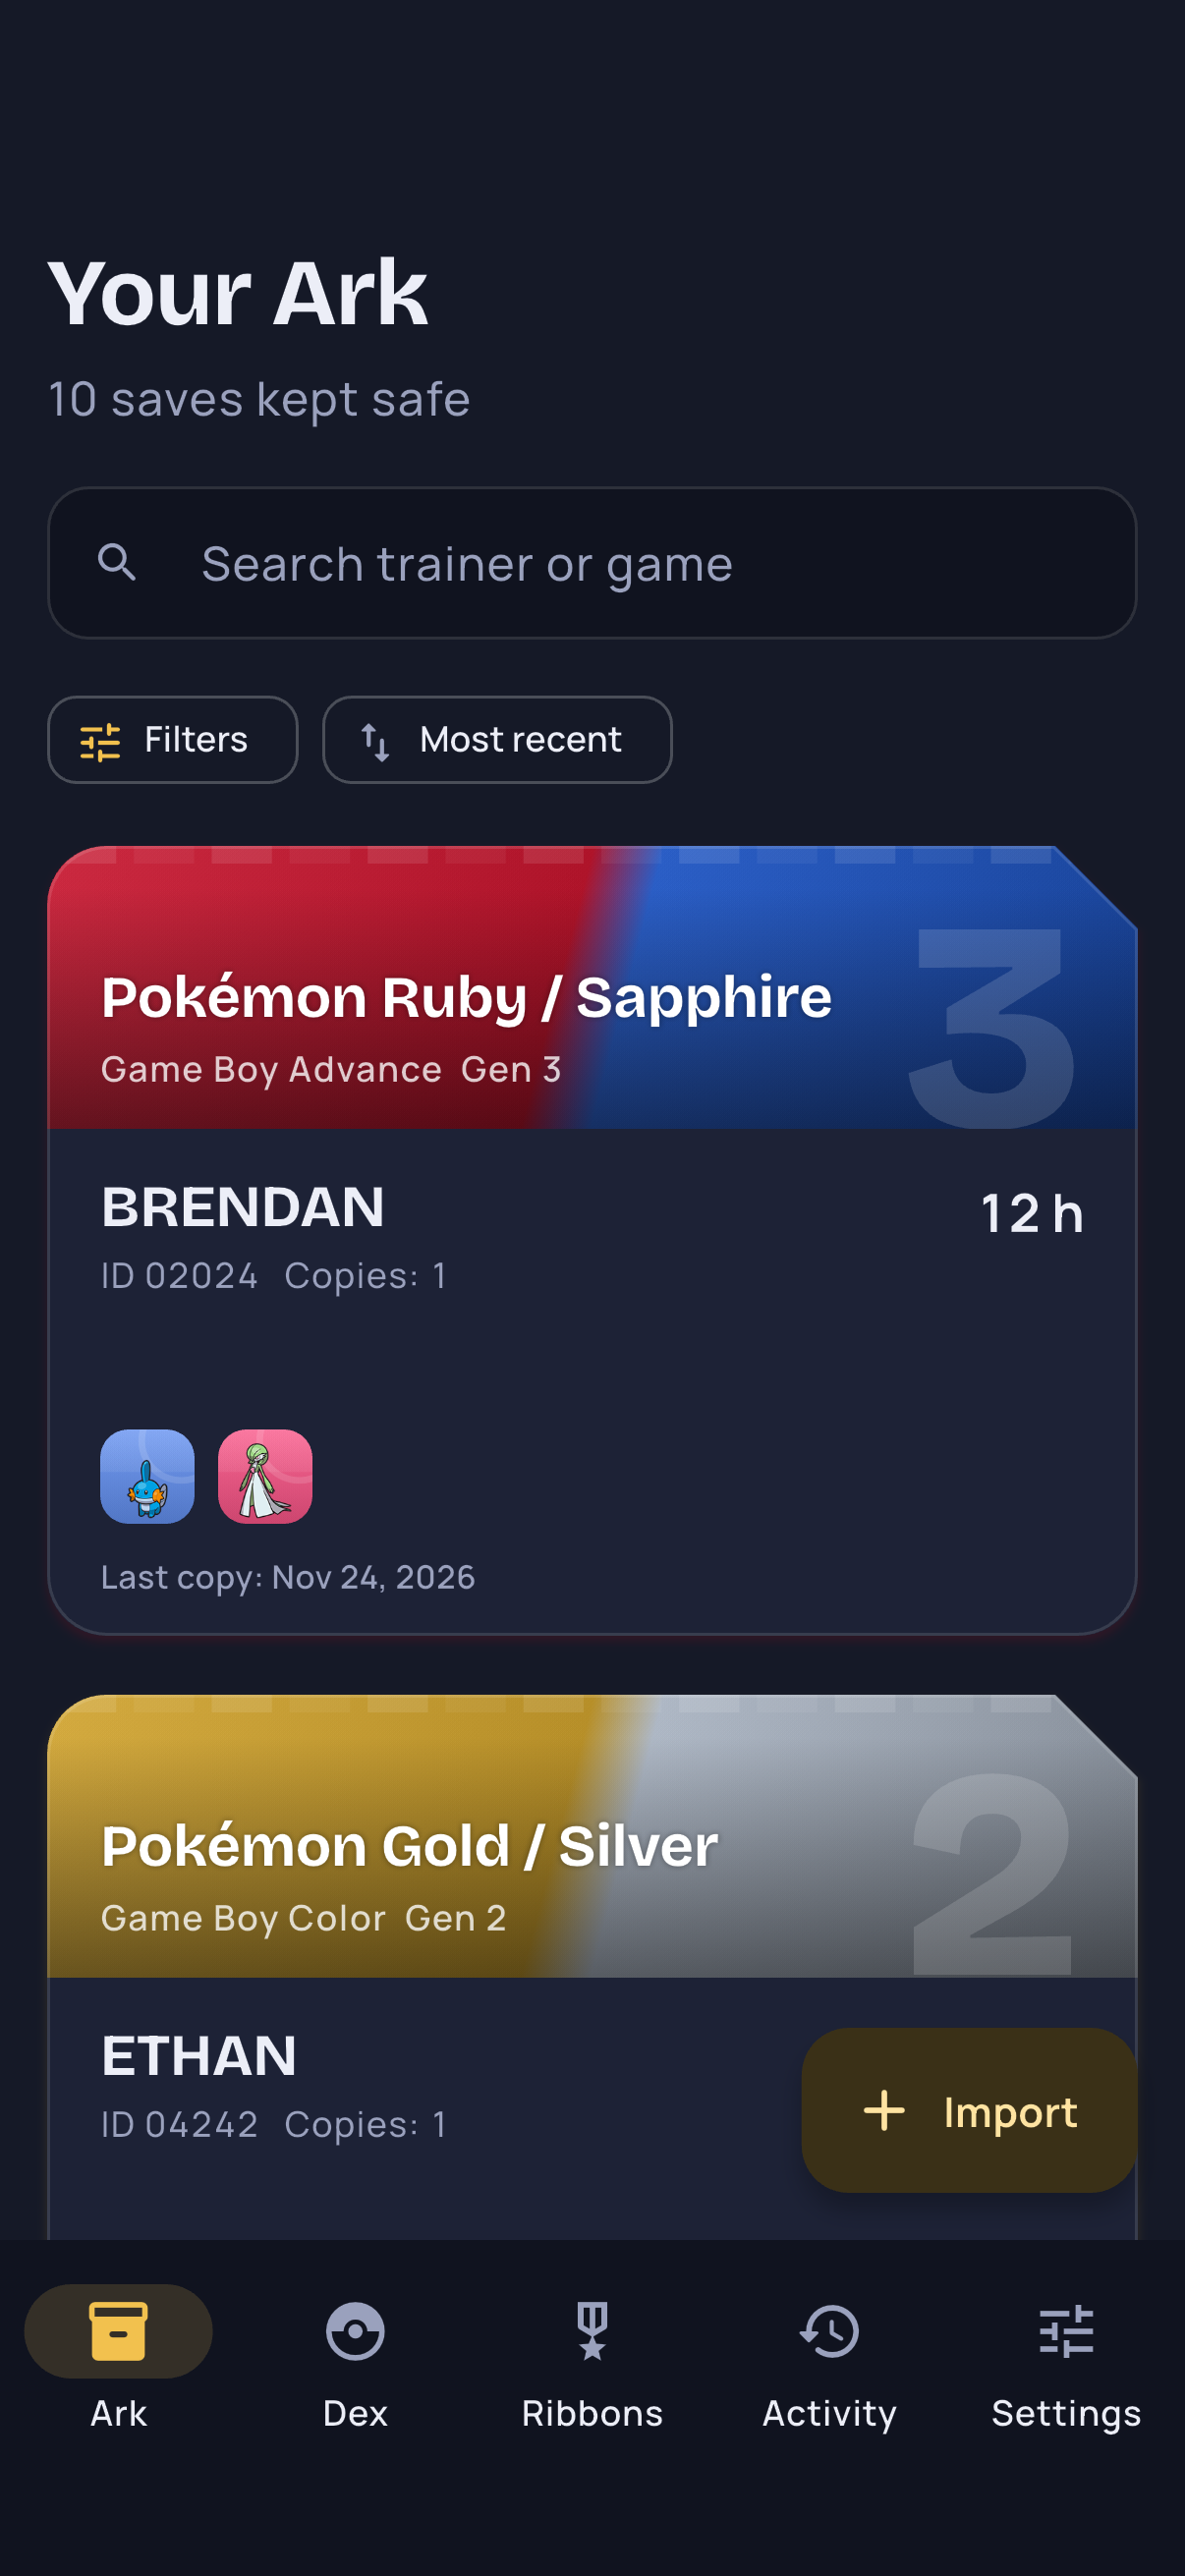 Your Ark
10 saves kept safe
Search trainer or game
Filters
Most recent
3
Pokémon Ruby / Sapphire
Game Boy Advance Gen 3
BRENDAN
12 h
ID 02024 Copies: 1
Last copy: Nov 24, 2026
2
Pokémon Gold / Silver
Game Boy Color Gen 2
ETHAN
ID 04242 Copies: 1
Import
Ark
Dex
Ribbons
Activity
Settings